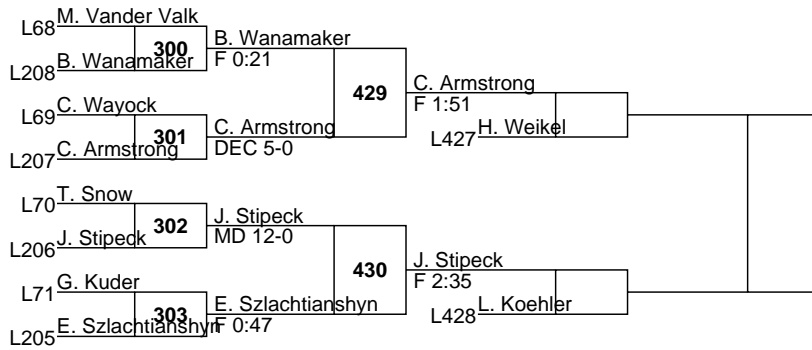 L68 M. Vander Valk
300
L208 B. Wanamaker
B. Wanamaker
F 0:21
429
C. Armstrong
F 1:51
L69 C. Wayock
301
L207 C. Armstrong
C. Armstrong
DEC 5-0
L427 H. Weikel
L70 T. Snow
302
L206 J. Stipeck
J. Stipeck
MD 12-0
430
J. Stipeck
F 2:35
L71 G. Kuder
303
L205 E. Szlachtianshyn
E. Szlachtianshyn
F 0:47
L428 L. Koehler